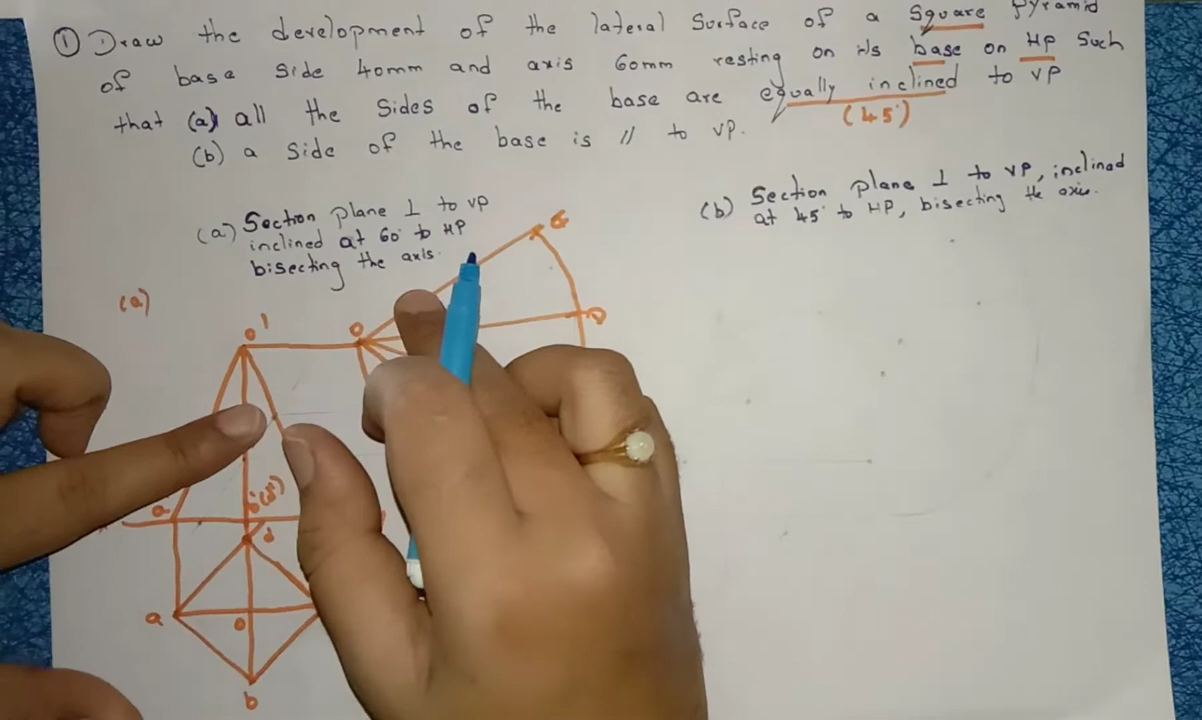 ① Draw the development of the lateral Surface of a Square Pyramid
of base Side 40mm and axis 60mm resting on its base on HP Such
that (a) all the Sides of the base are equally inclined to VP
(45°)
(b) a Side of the base is // to VP.
(a) Section plane ⊥ to VP
inclined at 60° to HP
bisecting the axis.
(b) Section plane ⊥ to VP, inclined
at 45° to HP, bisecting the axis.
(a)
o'
O
D
a'
d
a
o
b